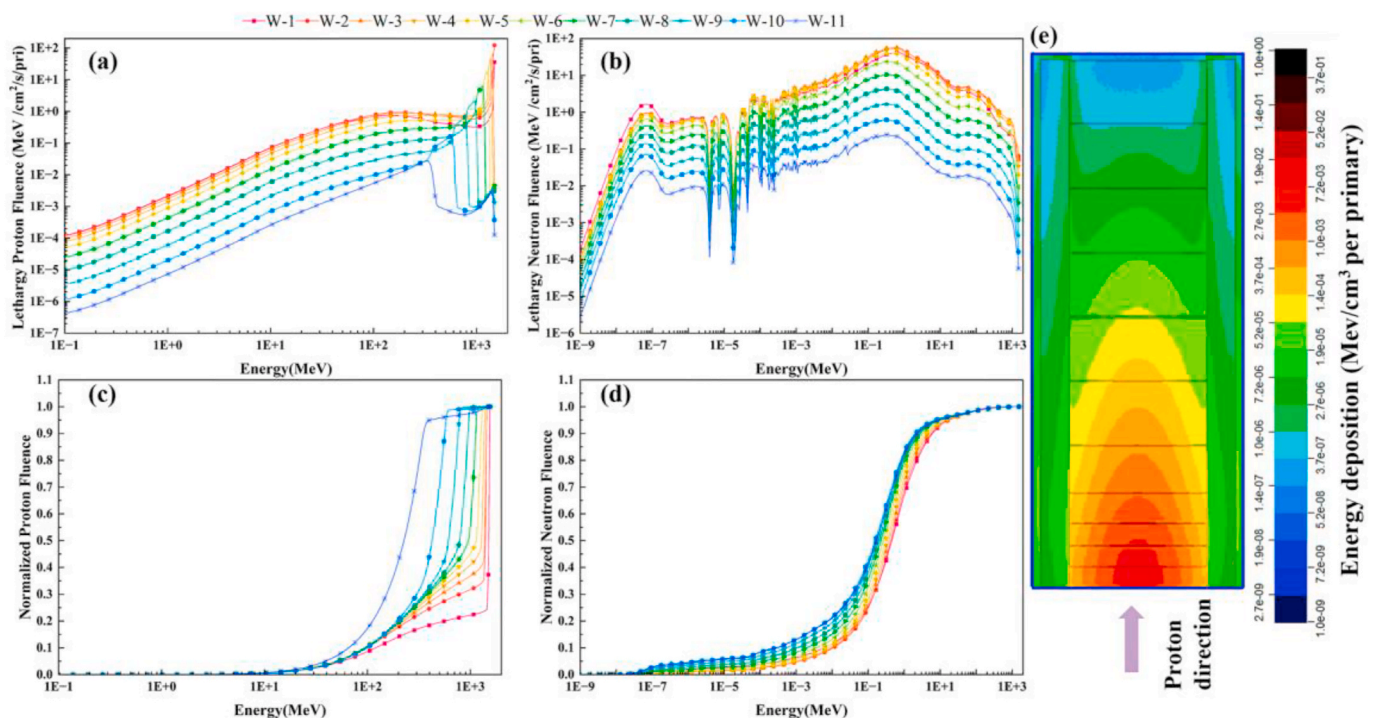 W-1 W-2 W-3 W-4 W-5 W-6 W-7 W-8 W-9 W-10 W-11
(a)
Lethargy Proton Fluence (MeV /cm²/s/pri)
1E+2
1E+1
1E+0
1E-1
1E-2
1E-3
1E-4
1E-5
1E-6
1E-7
1E-1 1E+0 1E+1 1E+2 1E+3
Energy(MeV)
(b)
Lethargy Neutron Fluence (MeV /cm²/s/pri)
1E+2
1E+1
1E+0
1E-1
1E-2
1E-3
1E-4
1E-5
1E-6
1E-9 1E-7 1E-5 1E-3 1E-1 1E+1 1E+3
Energy(MeV)
(c)
Normalized Proton Fluence
1.1
1.0
0.9
0.8
0.7
0.6
0.5
0.4
0.3
0.2
0.1
0.0
1E-1 1E+0 1E+1 1E+2 1E+3
Energy(MeV)
(d)
Normalized Neutron Fluence
1.1
1.0
0.9
0.8
0.7
0.6
0.5
0.4
0.3
0.2
0.1
0.0
1E-9 1E-7 1E-5 1E-3 1E-1 1E+1 1E+3
Energy(MeV)
(e)
Proton
direction
1.0e+00
3.7e-01
1.4e-01
5.2e-02
1.9e-02
7.2e-03
2.7e-03
1.0e-03
3.7e-04
1.4e-04
5.2e-05
1.9e-05
7.2e-06
2.7e-06
1.0e-06
3.7e-07
1.4e-07
5.2e-08
1.9e-08
7.2e-09
2.7e-09
1.0e-09
Energy deposition (Mev/cm³ per primary)